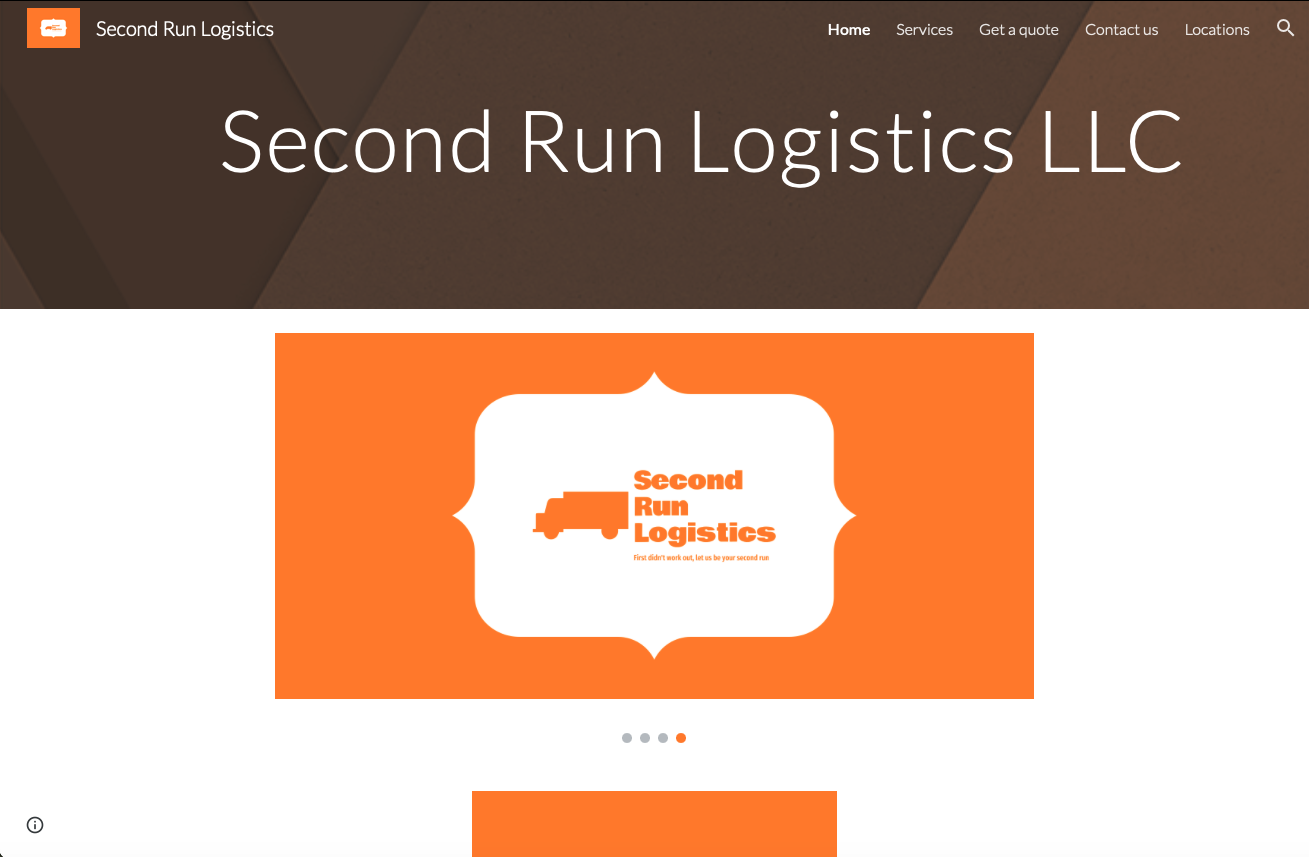 Second Run Logistics
Home Services Get a quote Contact us Locations
Second Run Logistics LLC
Second
Run
Logistics
First didn't work out, let us be your second run